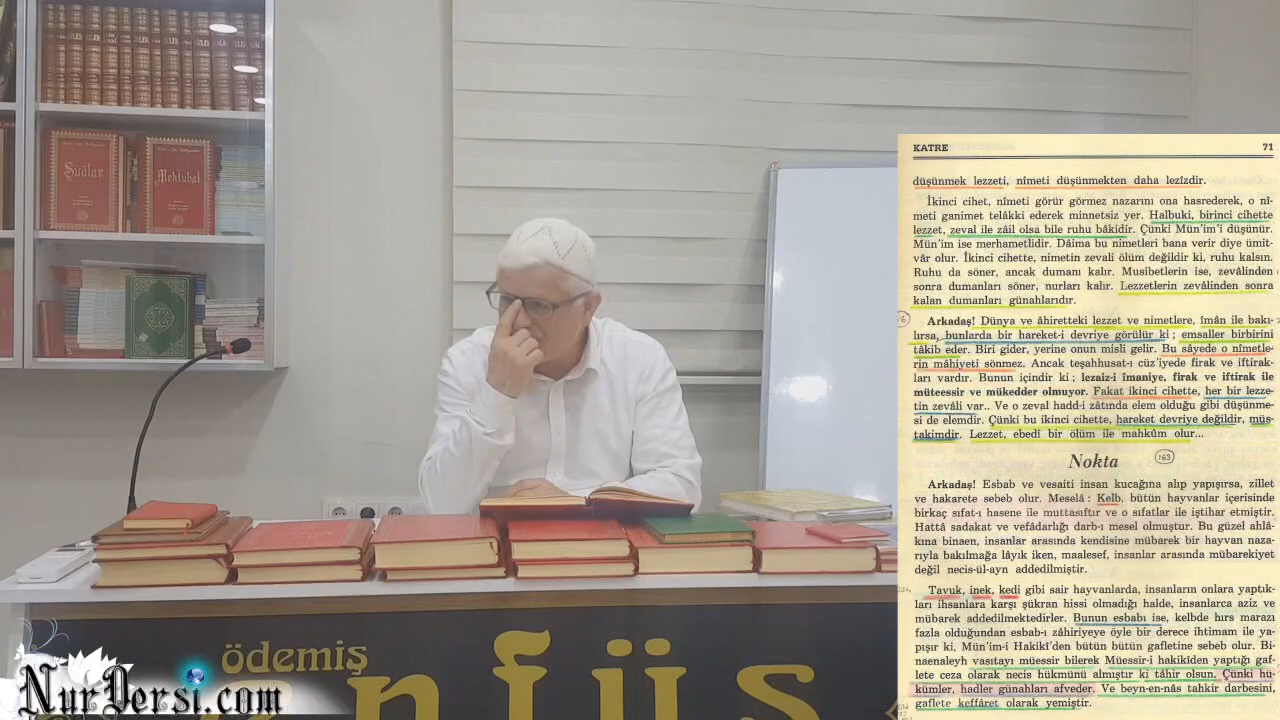 Şuâlar
Mektubat
ödemiş
enfüs
NurDersi.com
KATRE 71
düşünmek lezzeti, nîmeti düşünmekten daha lezîzdir.
İkinci cihet, nîmeti görür görmez nazarını ona hasrederek, o nî-
meti ganimet telâkki ederek minnetsiz yer. Halbuki, birinci cihette
lezzet, zeval ile zâil olsa bile ruhu bâkidir. Çünki Mün'im'i düşünür.
Mün'im ise merhametlidir. Dâima bu nimetleri bana verir diye ümit-
vâr olur. İkinci cihette, nimetin zevali ölüm değildir ki, ruhu kalsın.
Ruhu da söner, ancak dumanı kalır. Musibetlerin ise, zevâlinden
sonra dumanları söner, nurları kalır. Lezzetlerin zevâlinden sonra
kalan dumanları günahlarıdır.
Arkadaş! Dünya ve âhiretteki lezzet ve nimetlere, îmân ile bakı-
lırsa, bunlarda bir hareket-i devriye görülür ki; emsaller birbirini
tâkib eder. Biri gider, yerine onun misli gelir. Bu sâyede o nîmetle-
rin mâhiyeti sönmez. Ancak teşahhusat-ı cüz'iyede firak ve iftirak-
ları vardır. Bunun içindir ki; lezaiz-i îmaniye, firak ve iftirak ile
müteessir ve mükedder olmuyor. Fakat ikinci cihette, her bir lezze-
tin zevâli var.. Ve o zeval hadd-i zâtında elem olduğu gibi düşünme-
si de elemdir. Çünki bu ikinci cihette, hareket devriye değildir, müs-
takimdir. Lezzet, ebedî bir ölüm ile mahkûm olur...
Nokta 163
Arkadaş! Esbab ve vesaiti insan kucağına alıp yapışırsa, zillet
ve hakarete sebeb olur. Meselâ: Kelb, bütün hayvanlar içerisinde
birkaç sıfat-ı hasene ile muttasıftır ve o sıfatlar ile iştihar etmiştir.
Hattâ sadakat ve vefâdarlığı darb-ı mesel olmuştur. Bu güzel ahlâ-
kına binaen, insanlar arasında kendisine mübarek bir hayvan naza-
rıyla bakılmağa lâyık iken, maalesef, insanlar arasında mübarekiyet
değil necis-ül-ayn addedilmiştir.
Tavuk, inek, kedi gibi sair hayvanlarda, insanların onlara yaptık-
ları ihsanlara karşı şükran hissi olmadığı halde, insanlarca aziz ve
mübarek addedilmektedirler. Bunun esbabı ise, kelbde hırs marazı
fazla olduğundan esbab-ı zâhiriyeye öyle bir derece ihtimam ile ya-
pışır ki, Mün'im-i Hakikî'den bütün bütün gafletine sebeb olur. Bi-
naenaleyh vasıtayı müessir bilerek Müessir-i hakikîden yaptığı gaf-
lete ceza olarak necis hükmünü almıştır ki tâhir olsun. Çünki hü-
kümler, hadler günahları afveder. Ve beyn-en-nâs tahkir darbesini,
gaflete keffâret olarak yemiştir.